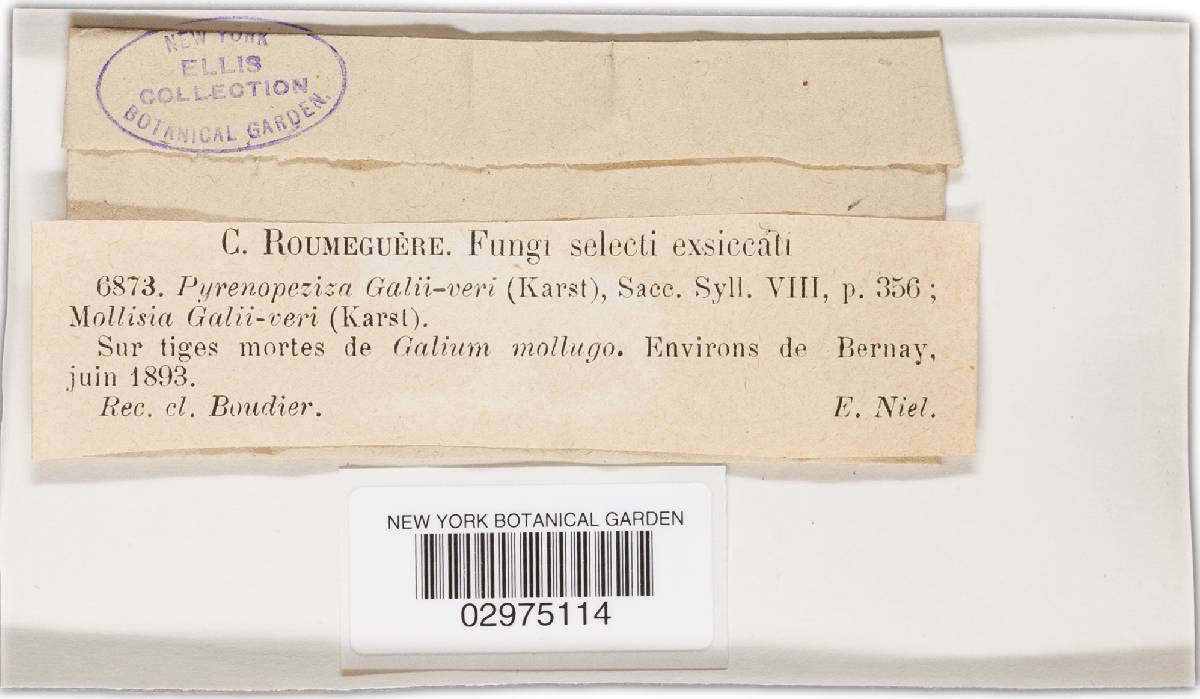 NEW YORK
ELLIS
COLLECTION
BOTANICAL GARDEN.
C. ROUMEGUÈRE. Fungi selecti exsiccati
6873. Pyrenopeziza Galii-veri (Karst), Sacc. Syll. VIII, p. 356 ;
Mollisia Galii-veri (Karst).
Sur tiges mortes de Galium mollugo. Environs de Bernay,
juin 1893.
Rec. cl. Boudier. E. Niel.
NEW YORK BOTANICAL GARDEN
02975114